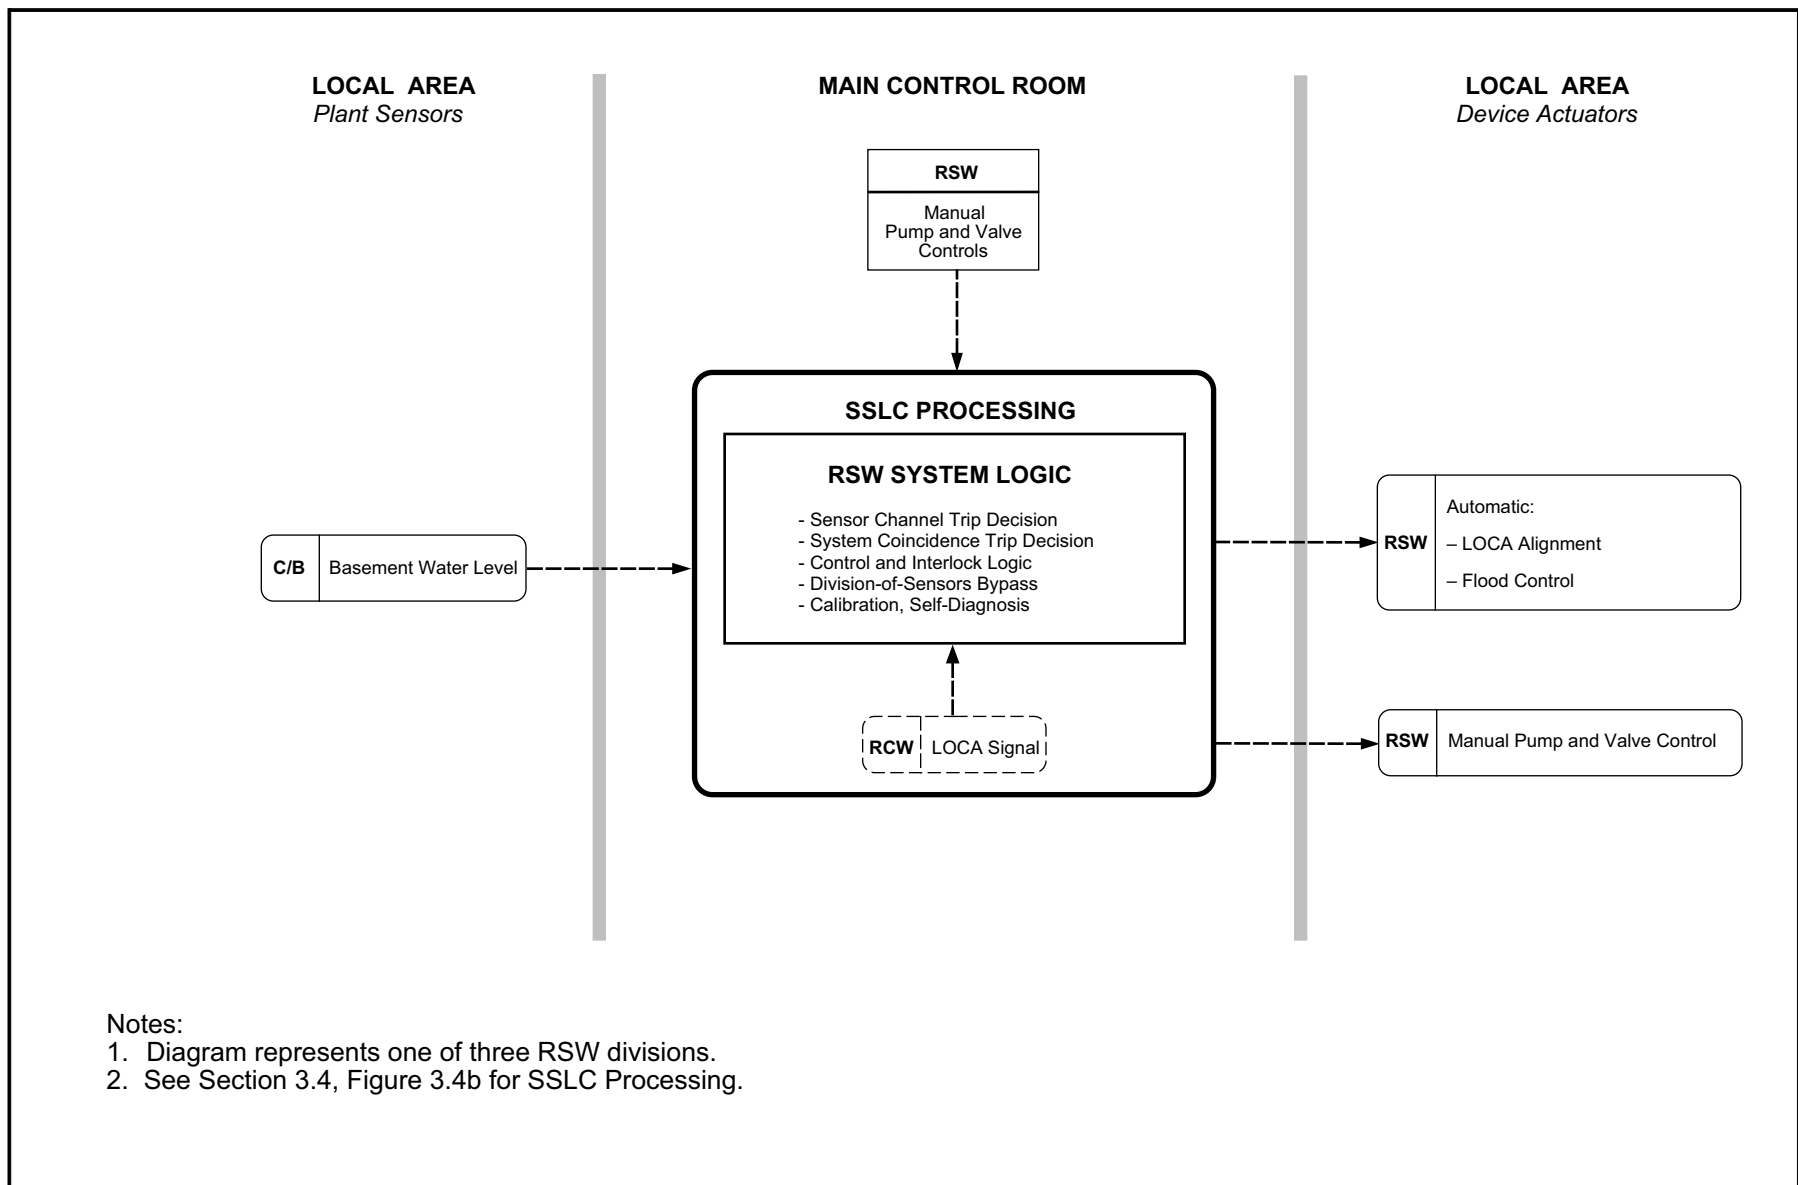 LOCAL AREA
Plant Sensors
MAIN CONTROL ROOM
LOCAL AREA
Device Actuators
RSW
Manual
Pump and Valve
Controls
SSLC PROCESSING
RSW SYSTEM LOGIC
- Sensor Channel Trip Decision
- System Coincidence Trip Decision
- Control and Interlock Logic
- Division-of-Sensors Bypass
- Calibration, Self-Diagnosis
C/B Basement Water Level
RCW LOCA Signal
RSW
Automatic:
– LOCA Alignment
– Flood Control
RSW Manual Pump and Valve Control
Notes:
1. Diagram represents one of three RSW divisions.
2. See Section 3.4, Figure 3.4b for SSLC Processing.